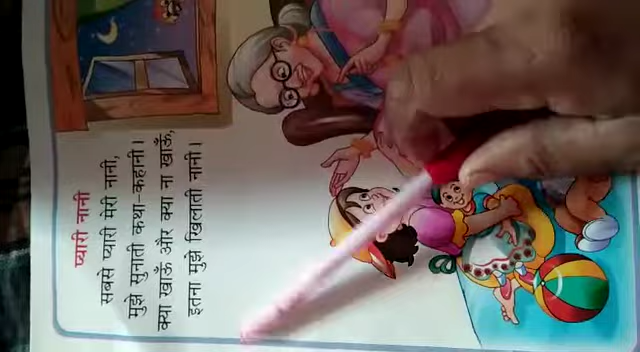 प्यारी नानी
सबसे प्यारी मेरी नानी,
मुझे सुनाती कथा-कहानी।
क्या खाऊँ और क्या ना खाऊँ,
इतना मुझे खिलाती नानी।